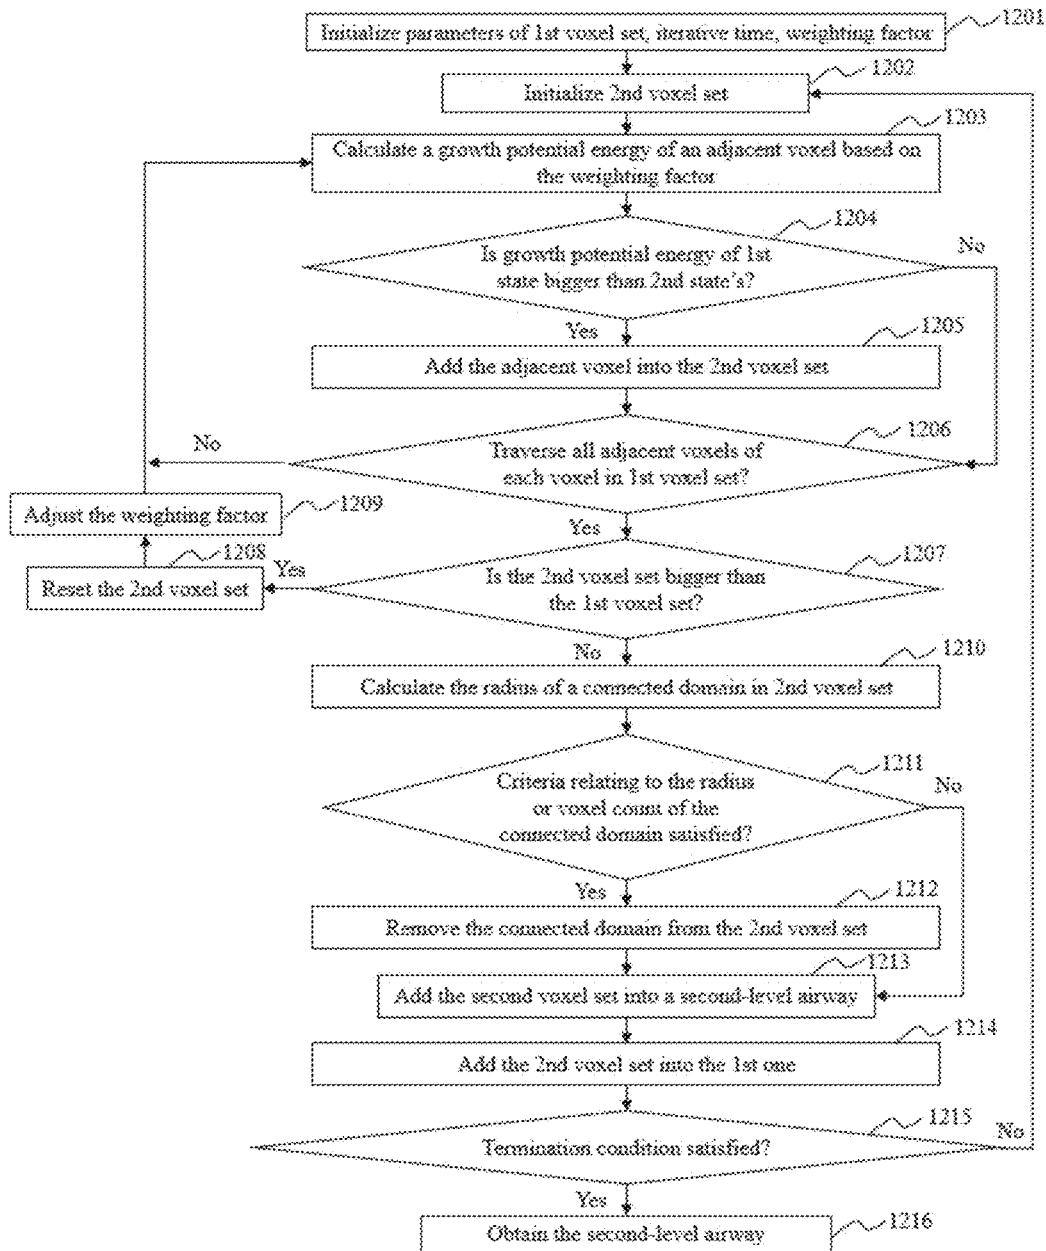 1201
Initialize parameters of 1st voxel set, iterative time, weighting factor
1202
Initialize 2nd voxel set
1203
Calculate a growth potential energy of an adjacent voxel based on
the weighting factor
1204
No
Is growth potential energy of 1st
state bigger than 2nd state's?
Yes
1205
Add the adjacent voxel into the 2nd voxel set
1206
No
Traverse all adjacent voxels of
each voxel in 1st voxel set?
Adjust the weighting factor
1209
Yes
1208
1207
Reset the 2nd voxel set
Yes
Is the 2nd voxel set bigger than
the 1st voxel set?
No
1210
Calculate the radius of a connected domain in 2nd voxel set
1211
No
Criteria relating to the radius
or voxel count of the
connected domain satisfied?
Yes
1212
Remove the connected domain from the 2nd voxel set
1213
Add the second voxel set into a second-level airway
1214
Add the 2nd voxel set into the 1st one
1215
No
Termination condition satisfied?
Yes
1216
Obtain the second-level airway